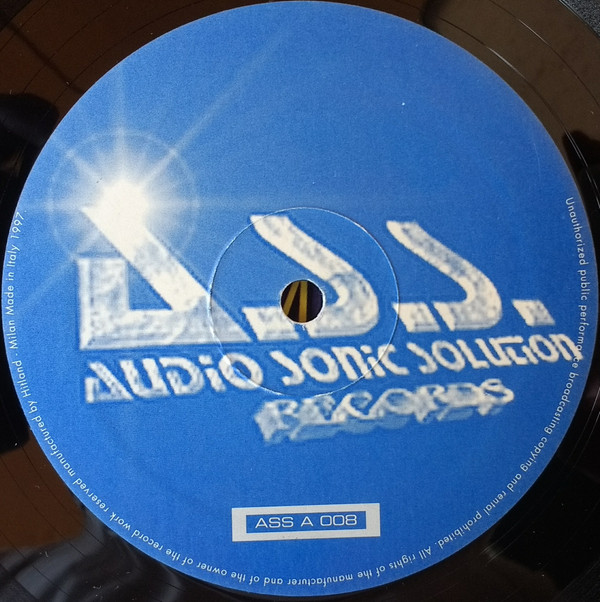 A.S.S.
AUDiO SONiC SOLUTiON
RECORDS
ASS A 008
Unauthorized public performance broadcasting copying and rental prohibited. All rights of the manufacturer and of the owner of the record work reserved manufactured by Hitland - Milan Made in Italy 1997.